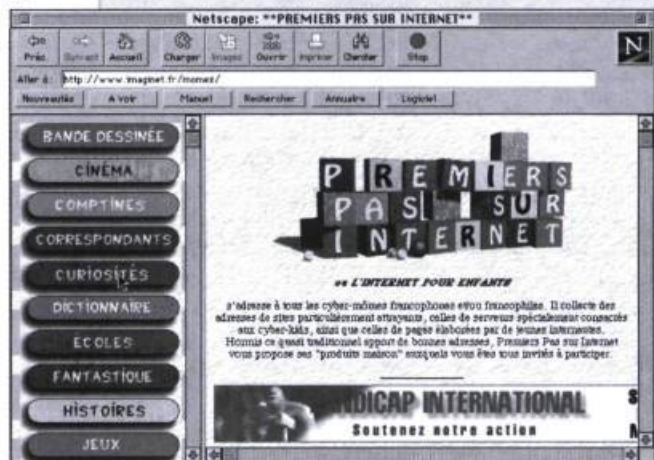 Netscape: **PREMIERS PAS SUR INTERNET**
Préc. Suivant Accueil Charger Images Ouvrir Imprimer Chercher Stop
N
Aller à: http://www.imaginet.fr/momes/
Nouveautés A voir Manuel Rechercher Annuaire Logiciel
BANDE DESSINÉE
CINÉMA
COMPTINES
CORRESPONDANTS
CURIOSITÉS
DICTIONNAIRE
ECOLES
FANTASTIQUE
HISTOIRES
JEUX
PREMIERS
PAS SUR
INTERNET
ou L'INTERNET POUR ENFANTS
s'adresse à tous les cyber-mômes francophones et/ou francophiles. Il collecte des
adresses de sites particulièrement attrayants, celles de serveurs spécialement consacrés
aux cyber-kids, ainsi que celles de pages élaborées par de jeunes internautes.
Hormis ce quasi traditionnel apport de bonnes adresses, Premiers Pas sur Internet
vous propose ses "produits maison" auxquels vous êtes tous invités à participer.
NDICAP INTERNATIONAL
Soutenez notre action